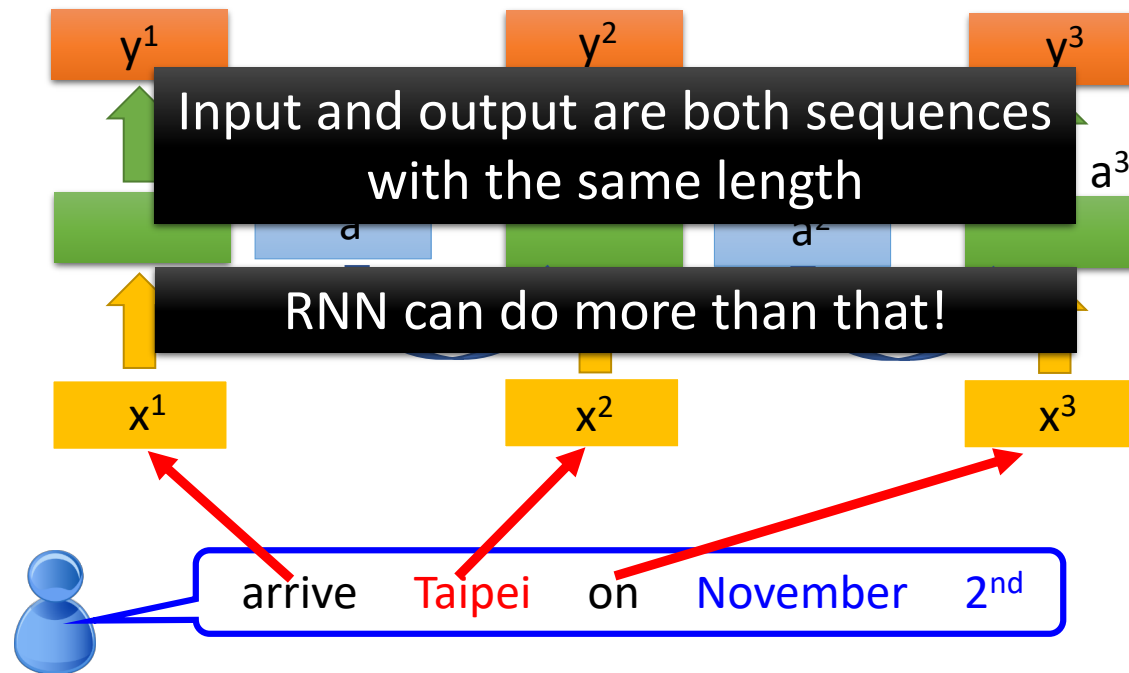 y¹ y² y³
Input and output are both sequences
with the same length
a³
a a²
RNN can do more than that!
x¹ x² x³
arrive Taipei on November 2ⁿᵈ